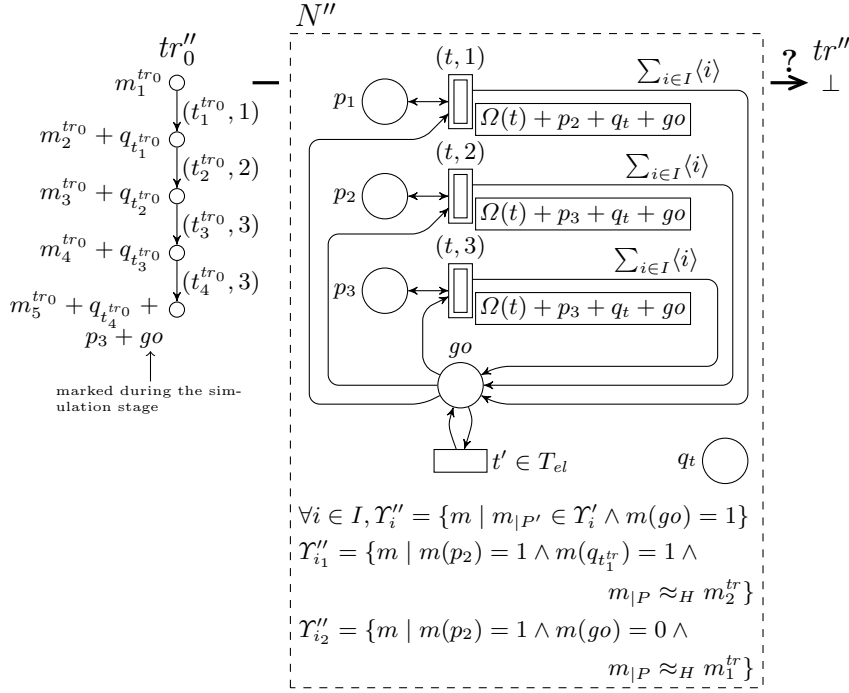 N''
tr''_0
m_1^{tr_0}
(t_1^{tr_0}, 1)
m_2^{tr_0} + q_{t_1^{tr_0}}
(t_2^{tr_0}, 2)
m_3^{tr_0} + q_{t_2^{tr_0}}
(t_3^{tr_0}, 3)
m_4^{tr_0} + q_{t_3^{tr_0}}
(t_4^{tr_0}, 3)
m_5^{tr_0} + q_{t_4^{tr_0}} +
p_3 + go
marked during the sim-
ulation stage
(t, 1)
∑_{i∈I}⟨i⟩
p_1
Ω(t) + p_2 + q_t + go
(t, 2)
∑_{i∈I}⟨i⟩
p_2
Ω(t) + p_3 + q_t + go
(t, 3)
∑_{i∈I}⟨i⟩
p_3
Ω(t) + p_3 + q_t + go
go
t' ∈ T_{el}
q_t
∀i ∈ I, ϒ''_i = {m | m_{|P'} ∈ ϒ'_i ∧ m(go) = 1}
ϒ''_{i_1} = {m | m(p_2) = 1 ∧ m(q_{t_1^{tr}}) = 1 ∧
m_{|P} ≈_H m_2^{tr}}
ϒ''_{i_2} = {m | m(p_2) = 1 ∧ m(go) = 0 ∧
m_{|P} ≈_H m_1^{tr}}
?
tr''
⊥